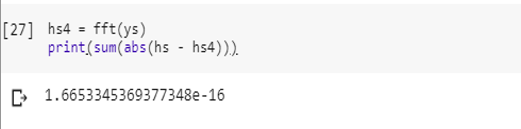 [27] hs4 = fft(ys)
print(sum(abs(hs - hs4)))
1.6653345369377348e-16